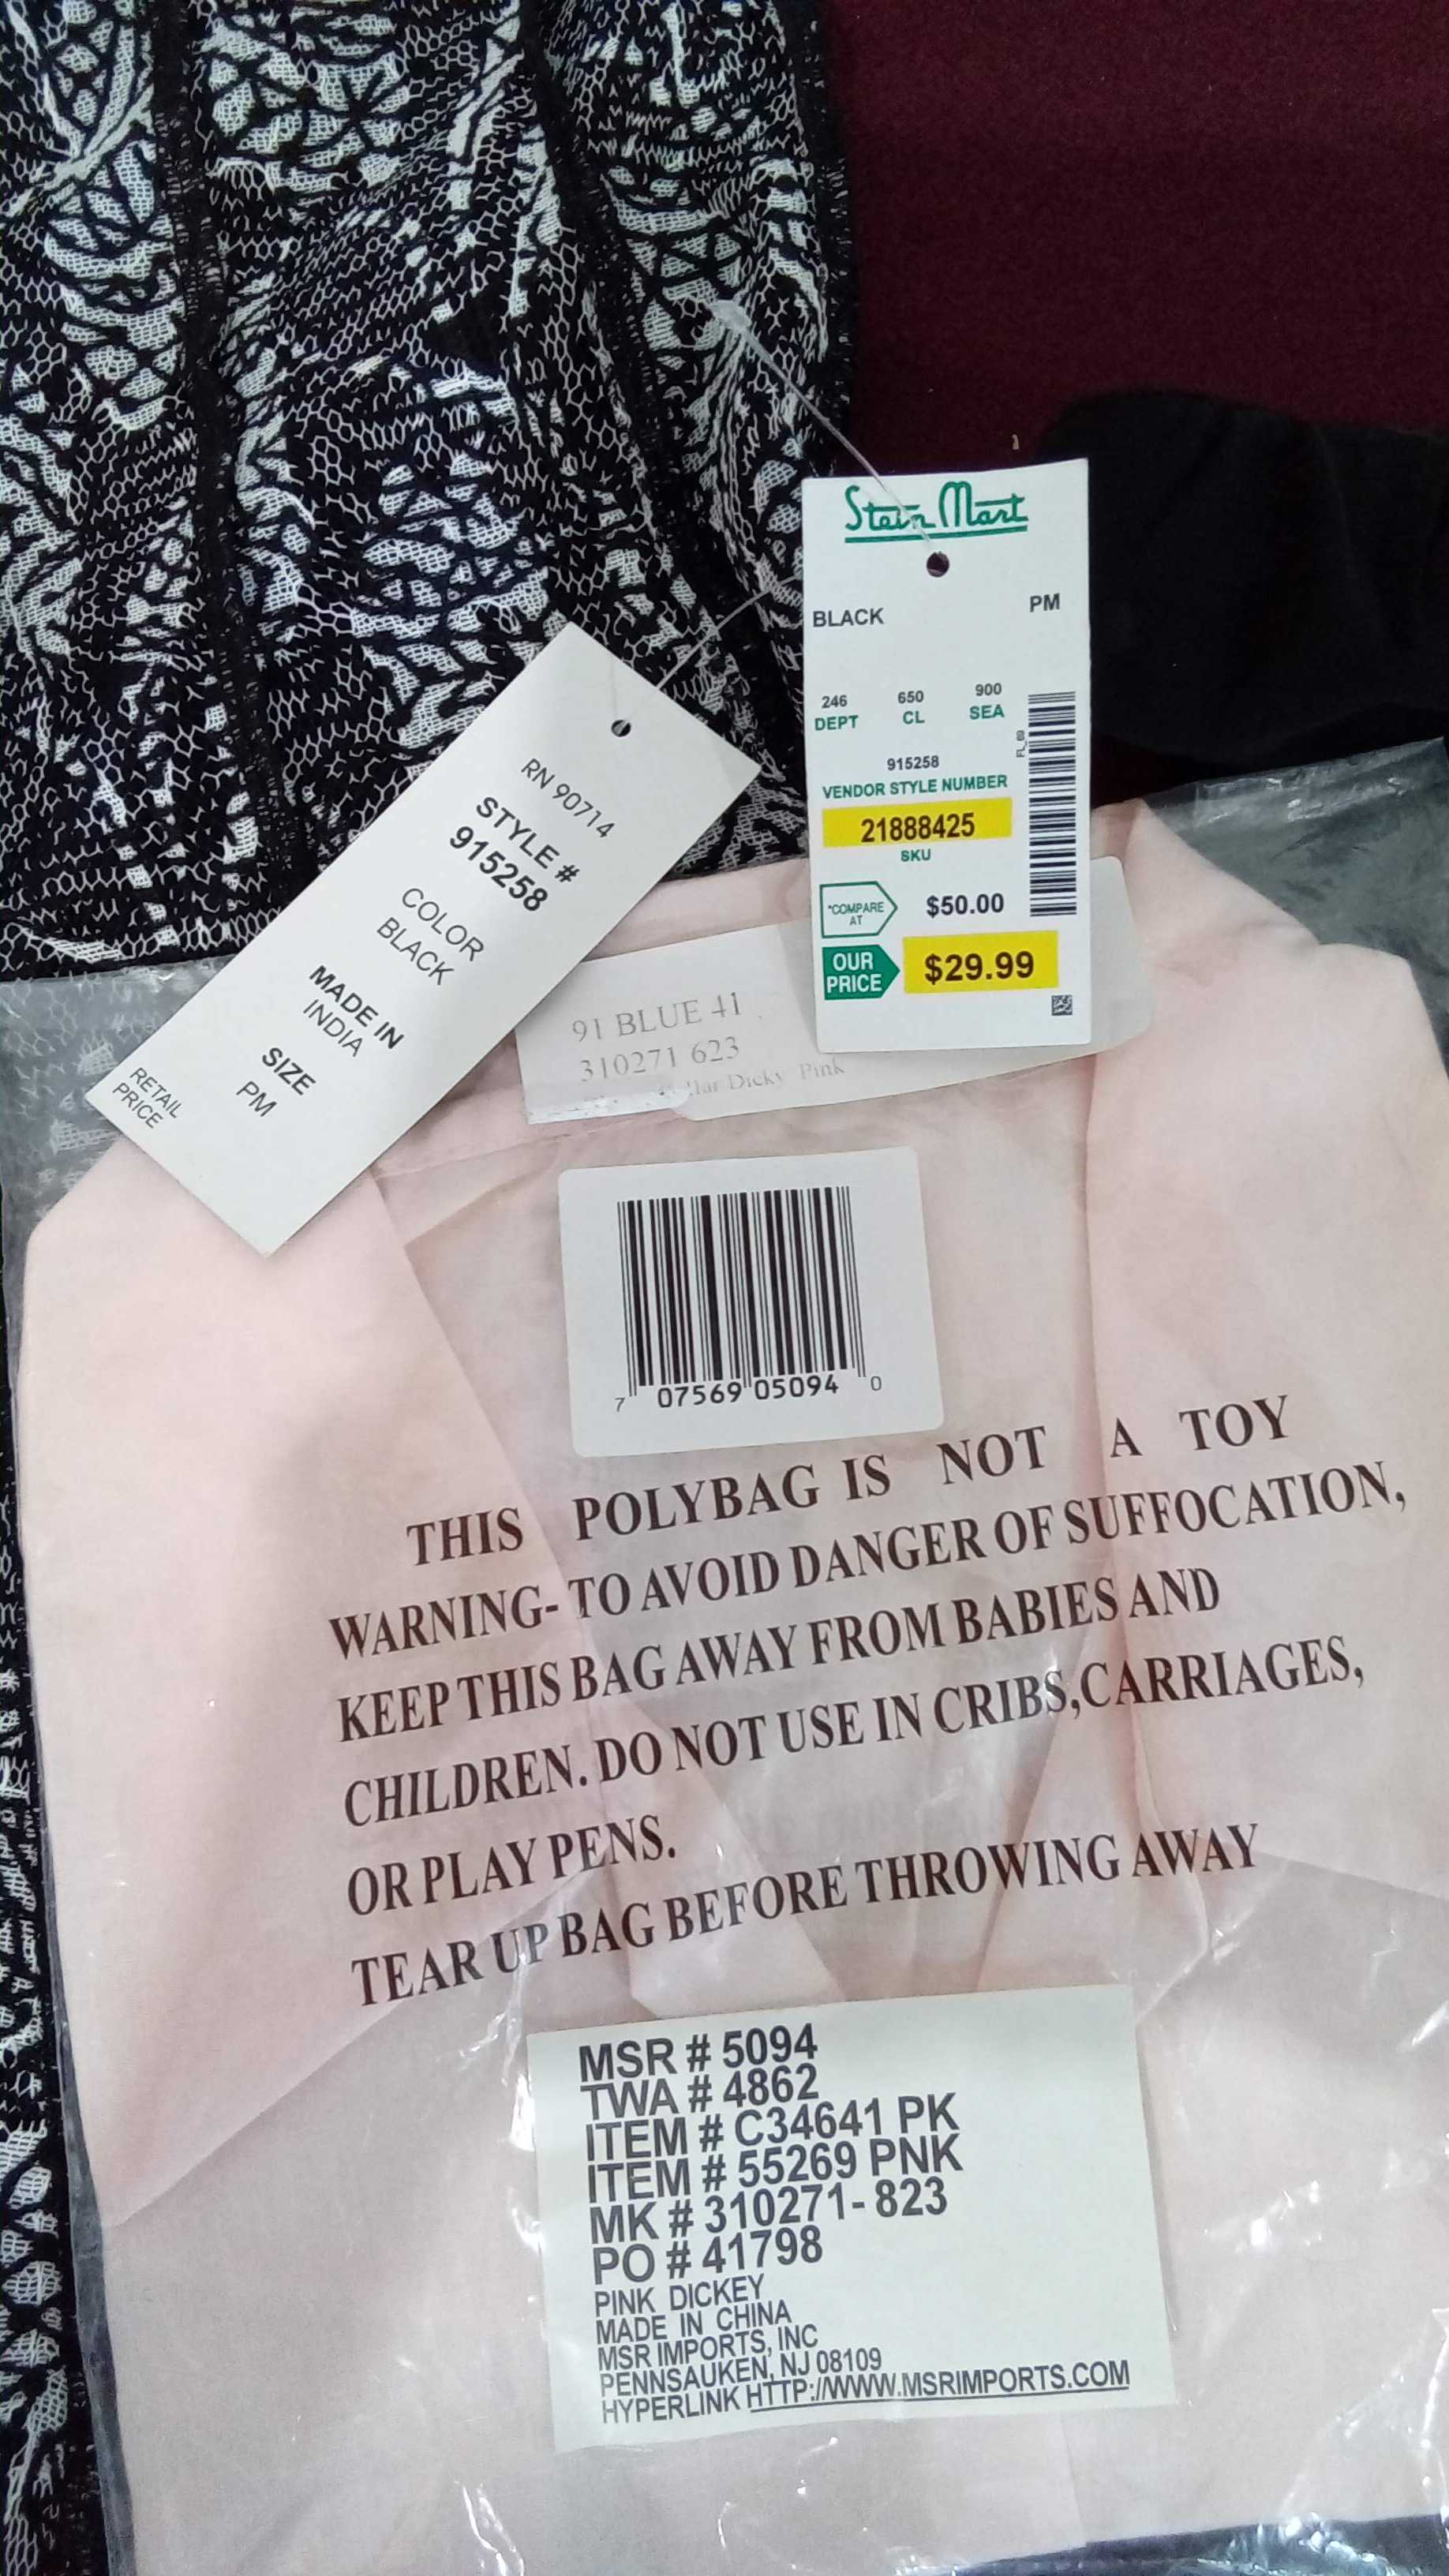 Stein Mart
BLACK PM
246 650 900
DEPT CL SEA
FL_69
915258
VENDOR STYLE NUMBER
21888425
SKU
*COMPARE
AT
$50.00
OUR
PRICE
$29.99
RN 90714
STYLE #
915258
COLOR
BLACK
MADE IN
INDIA
SIZE
PM
RETAIL
PRICE
91 BLUE 41
310271 623
Dicky Pink
7 07569 05094 0
THIS POLYBAG IS NOT A TOY
WARNING- TO AVOID DANGER OF SUFFOCATION,
KEEP THIS BAG AWAY FROM BABIES AND
CHILDREN. DO NOT USE IN CRIBS,CARRIAGES,
OR PLAY PENS.
TEAR UP BAG BEFORE THROWING AWAY
MSR # 5094
TWA # 4862
ITEM # C34641 PK
ITEM # 55269 PNK
MK # 310271- 823
PO # 41798
PINK DICKEY
MADE IN CHINA
MSR IMPORTS, INC
PENNSAUKEN, NJ 08109
HYPERLINK HTTP://WWW.MSRIMPORTS.COM